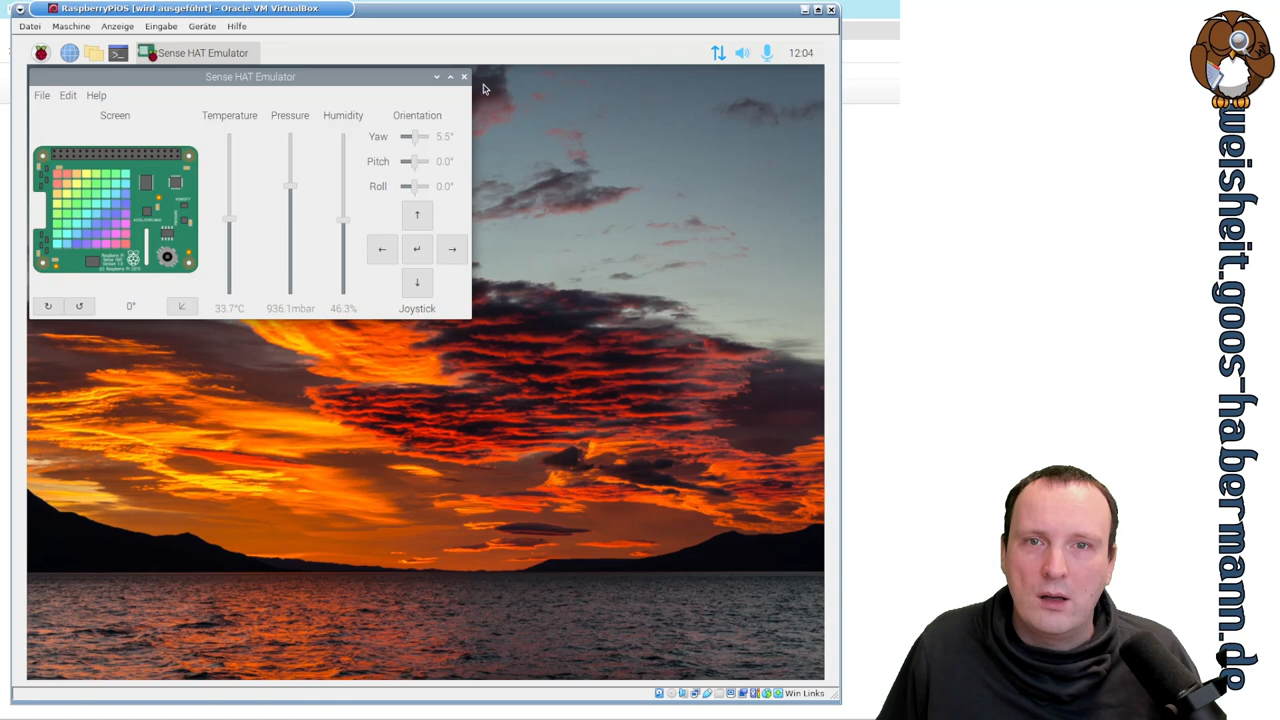 RaspberryPiOS [wird ausgeführt] - Oracle VM VirtualBox
Datei Maschine Anzeige Eingabe Geräte Hilfe
Sense HAT Emulator 12:04
Sense HAT Emulator
File Edit Help
Screen Temperature Pressure Humidity Orientation
Yaw 5.5°
Pitch 0.0°
Roll 0.0°
↑
← ↵ →
↓
0° 33.7°C 936.1mbar 46.3% Joystick
Win Links
weisheit.goos-habermann.de